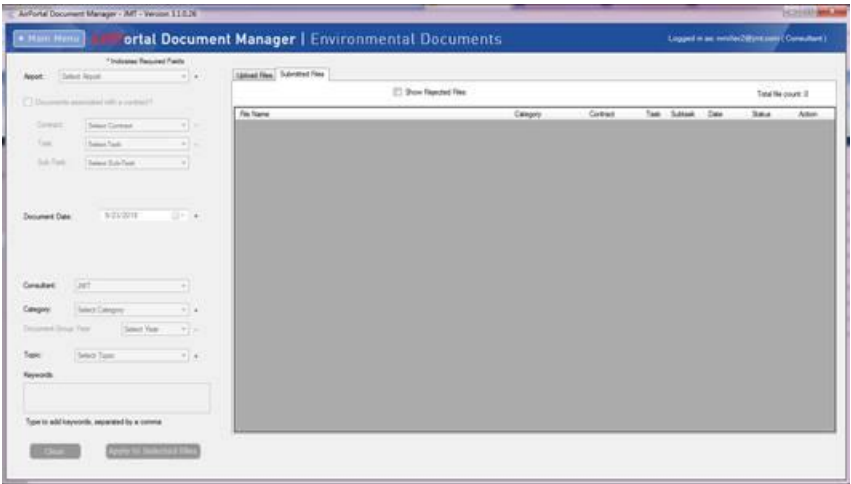 AirPortal Document Manager - JMT - Version 3.1.0.26
Main Menu
AIRPortal Document Manager | Environmental Documents
Logged in as: (Consultant)
* Indicates Required Fields
Airport: Select Airport *
Upload Files Submitted Files
Show Rejected Files
Total file count: 0
Documents associated with a contract?
File Name Category Contract Task Subtask Date Status Action
Contract: Select Contract
Task: Select Task
Sub-Task: Select Sub-Task
Document Date: *
Consultant: JMT
Category: Select Category *
Document Group Year Select Year
Topic: Select Topic *
Keywords:
Type to add keywords, separated by a comma
Clear
Apply to Selected Files